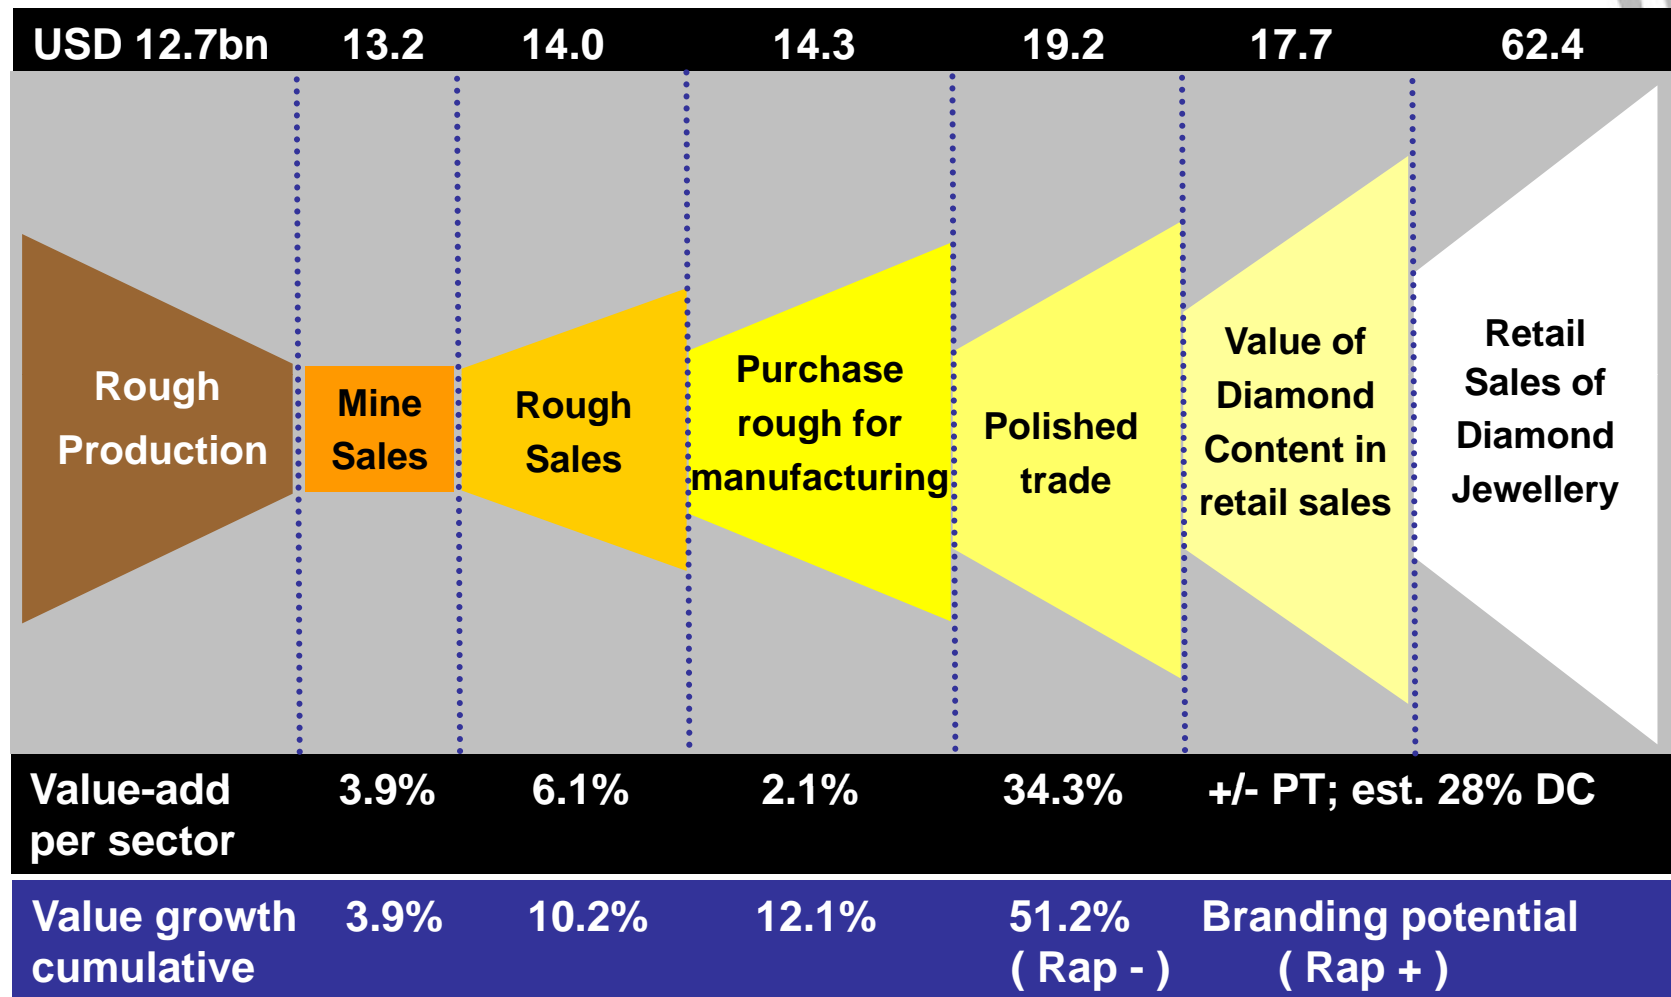 USD 12.7bn 13.2 14.0 14.3 19.2 17.7 62.4
Rough
Production
Mine
Sales
Rough
Sales
Purchase
rough for
manufacturing
Polished
trade
Value of
Diamond
Content in
retail sales
Retail
Sales of
Diamond
Jewellery
Value-add 3.9% 6.1% 2.1% 34.3% +/- PT; est. 28% DC
per sector
Value growth 3.9% 10.2% 12.1% 51.2% Branding potential
cumulative ( Rap - ) ( Rap + )